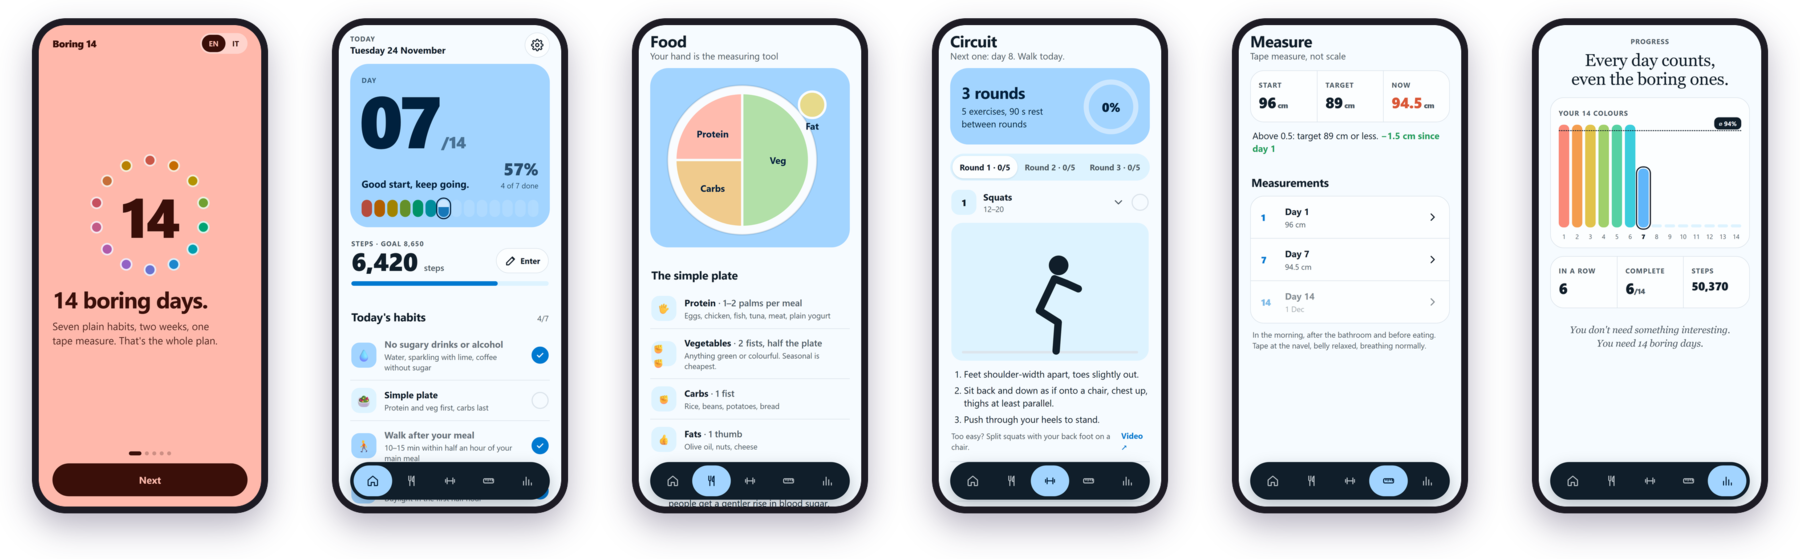 Boring 14
EN IT
14
14 boring days.
Seven plain habits, two weeks, one
tape measure. That's the whole plan.
Next
TODAY
Tuesday 24 November
DAY
07 /14
57%
4 of 7 done
Good start, keep going.
STEPS · GOAL 8,650
6,420 steps
Enter
Today's habits
4/7
No sugary drinks or alcohol
Water, sparkling with lime, coffee
without sugar
Simple plate
Protein and veg first, carbs last
Walk after your meal
10–15 min within half an hour of your
main meal
Food
Your hand is the measuring tool
Protein
Veg
Carbs
Fat
The simple plate
Protein · 1–2 palms per meal
Eggs, chicken, fish, tuna, meat, plain yogurt
Vegetables · 2 fists, half the plate
Anything green or colourful. Seasonal is
cheapest.
Carbs · 1 fist
Rice, beans, potatoes, bread
Fats · 1 thumb
Olive oil, nuts, cheese
people get a gentler rise in blood sugar.
Circuit
Next one: day 8. Walk today.
3 rounds
5 exercises, 90 s rest
between rounds
0%
Round 1 · 0/5
Round 2 · 0/5
Round 3 · 0/5
1
Squats
12–20
1. Feet shoulder-width apart, toes slightly out.
2. Sit back and down as if onto a chair, chest up,
thighs at least parallel.
3. Push through your heels to stand.
Too easy? Split squats with your back foot on a
chair.
Video ↗
Measure
Tape measure, not scale
START
96 cm
TARGET
89 cm
NOW
94.5 cm
Above 0.5: target 89 cm or less. −1.5 cm since
day 1
Measurements
1
Day 1
96 cm
7
Day 7
94.5 cm
14
Day 14
1 Dec
In the morning, after the bathroom and before eating.
Tape at the navel, belly relaxed, breathing normally.
PROGRESS
Every day counts,
even the boring ones.
YOUR 14 COLOURS
ø 94%
1 2 3 4 5 6 7 8 9 10 11 12 13 14
IN A ROW
6
COMPLETE
6/14
STEPS
50,370
You don't need something interesting.
You need 14 boring days.